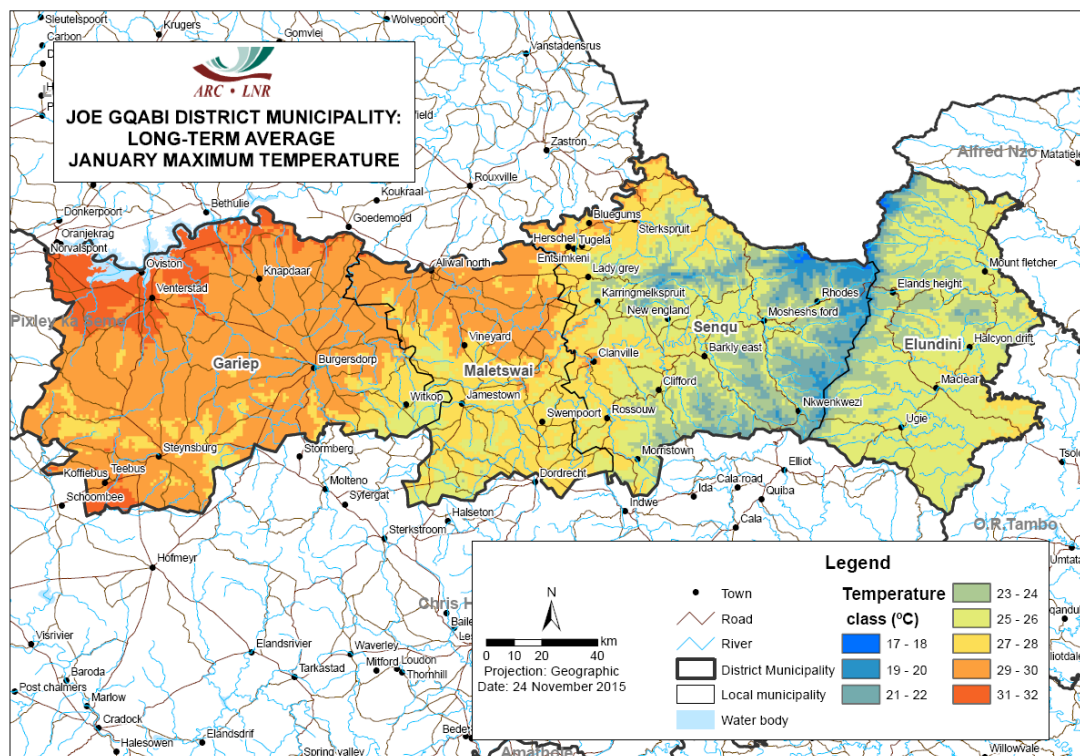 Sleutelspoort
Krugers
Wolvepoort
Carbon
Gomvlei
Vanstadensrus
ARC • LNR
JOE GQABI DISTRICT MUNICIPALITY:
LONG-TERM AVERAGE
JANUARY MAXIMUM TEMPERATURE
Zastron
Alfred Nzo
Matatiele
Rouxville
Koukraal
Donkerpoort
Bethulie
Goedemoed
Bluegums
Sterkspruit
Oranjekrag
Norvalspont
Herschel
Tugela
Entsimkeni
Oviston
Knapdaar
Aliwal north
Lady grey
Mount fletcher
Venterstad
Karringmelkspruit
Rhodes
Elands height
Pixley ka Seme
New england
Senqu
Moshesh's ford
Vineyard
Elundini
Halcyon drift
Gariep
Burgersdorp
Maletswai
Clanville
Barkly east
Maclear
Witkop
Jamestown
Clifford
Swempoort
Rossouw
Nkwenkwezi
Ugie
Steynsburg
Stormberg
Morristown
Koffiebus
Teebus
Molteno
Dordrecht
Elliot
Schoombee
Syfergat
Indwe
Ida
Cala road
Quiba
Halseton
Cala
O.R.Tambo
Sterkstroom
Hofmeyr
Visrivier
Elandsrivier
Waverley
Mitford
Loudon
Thornhill
Baroda
Tarkastad
Post chalmers
Marlow
Cradock
Halesowen
Elandsdrif
Spring valley
Willowvale
Legend
Town
Road
River
District Municipality
Local municipality
Water body
Temperature
class (ºC)
17 - 18
19 - 20
21 - 22
23 - 24
25 - 26
27 - 28
29 - 30
31 - 32
N
km
0 10 20 40
Projection: Geographic
Date: 24 November 2015